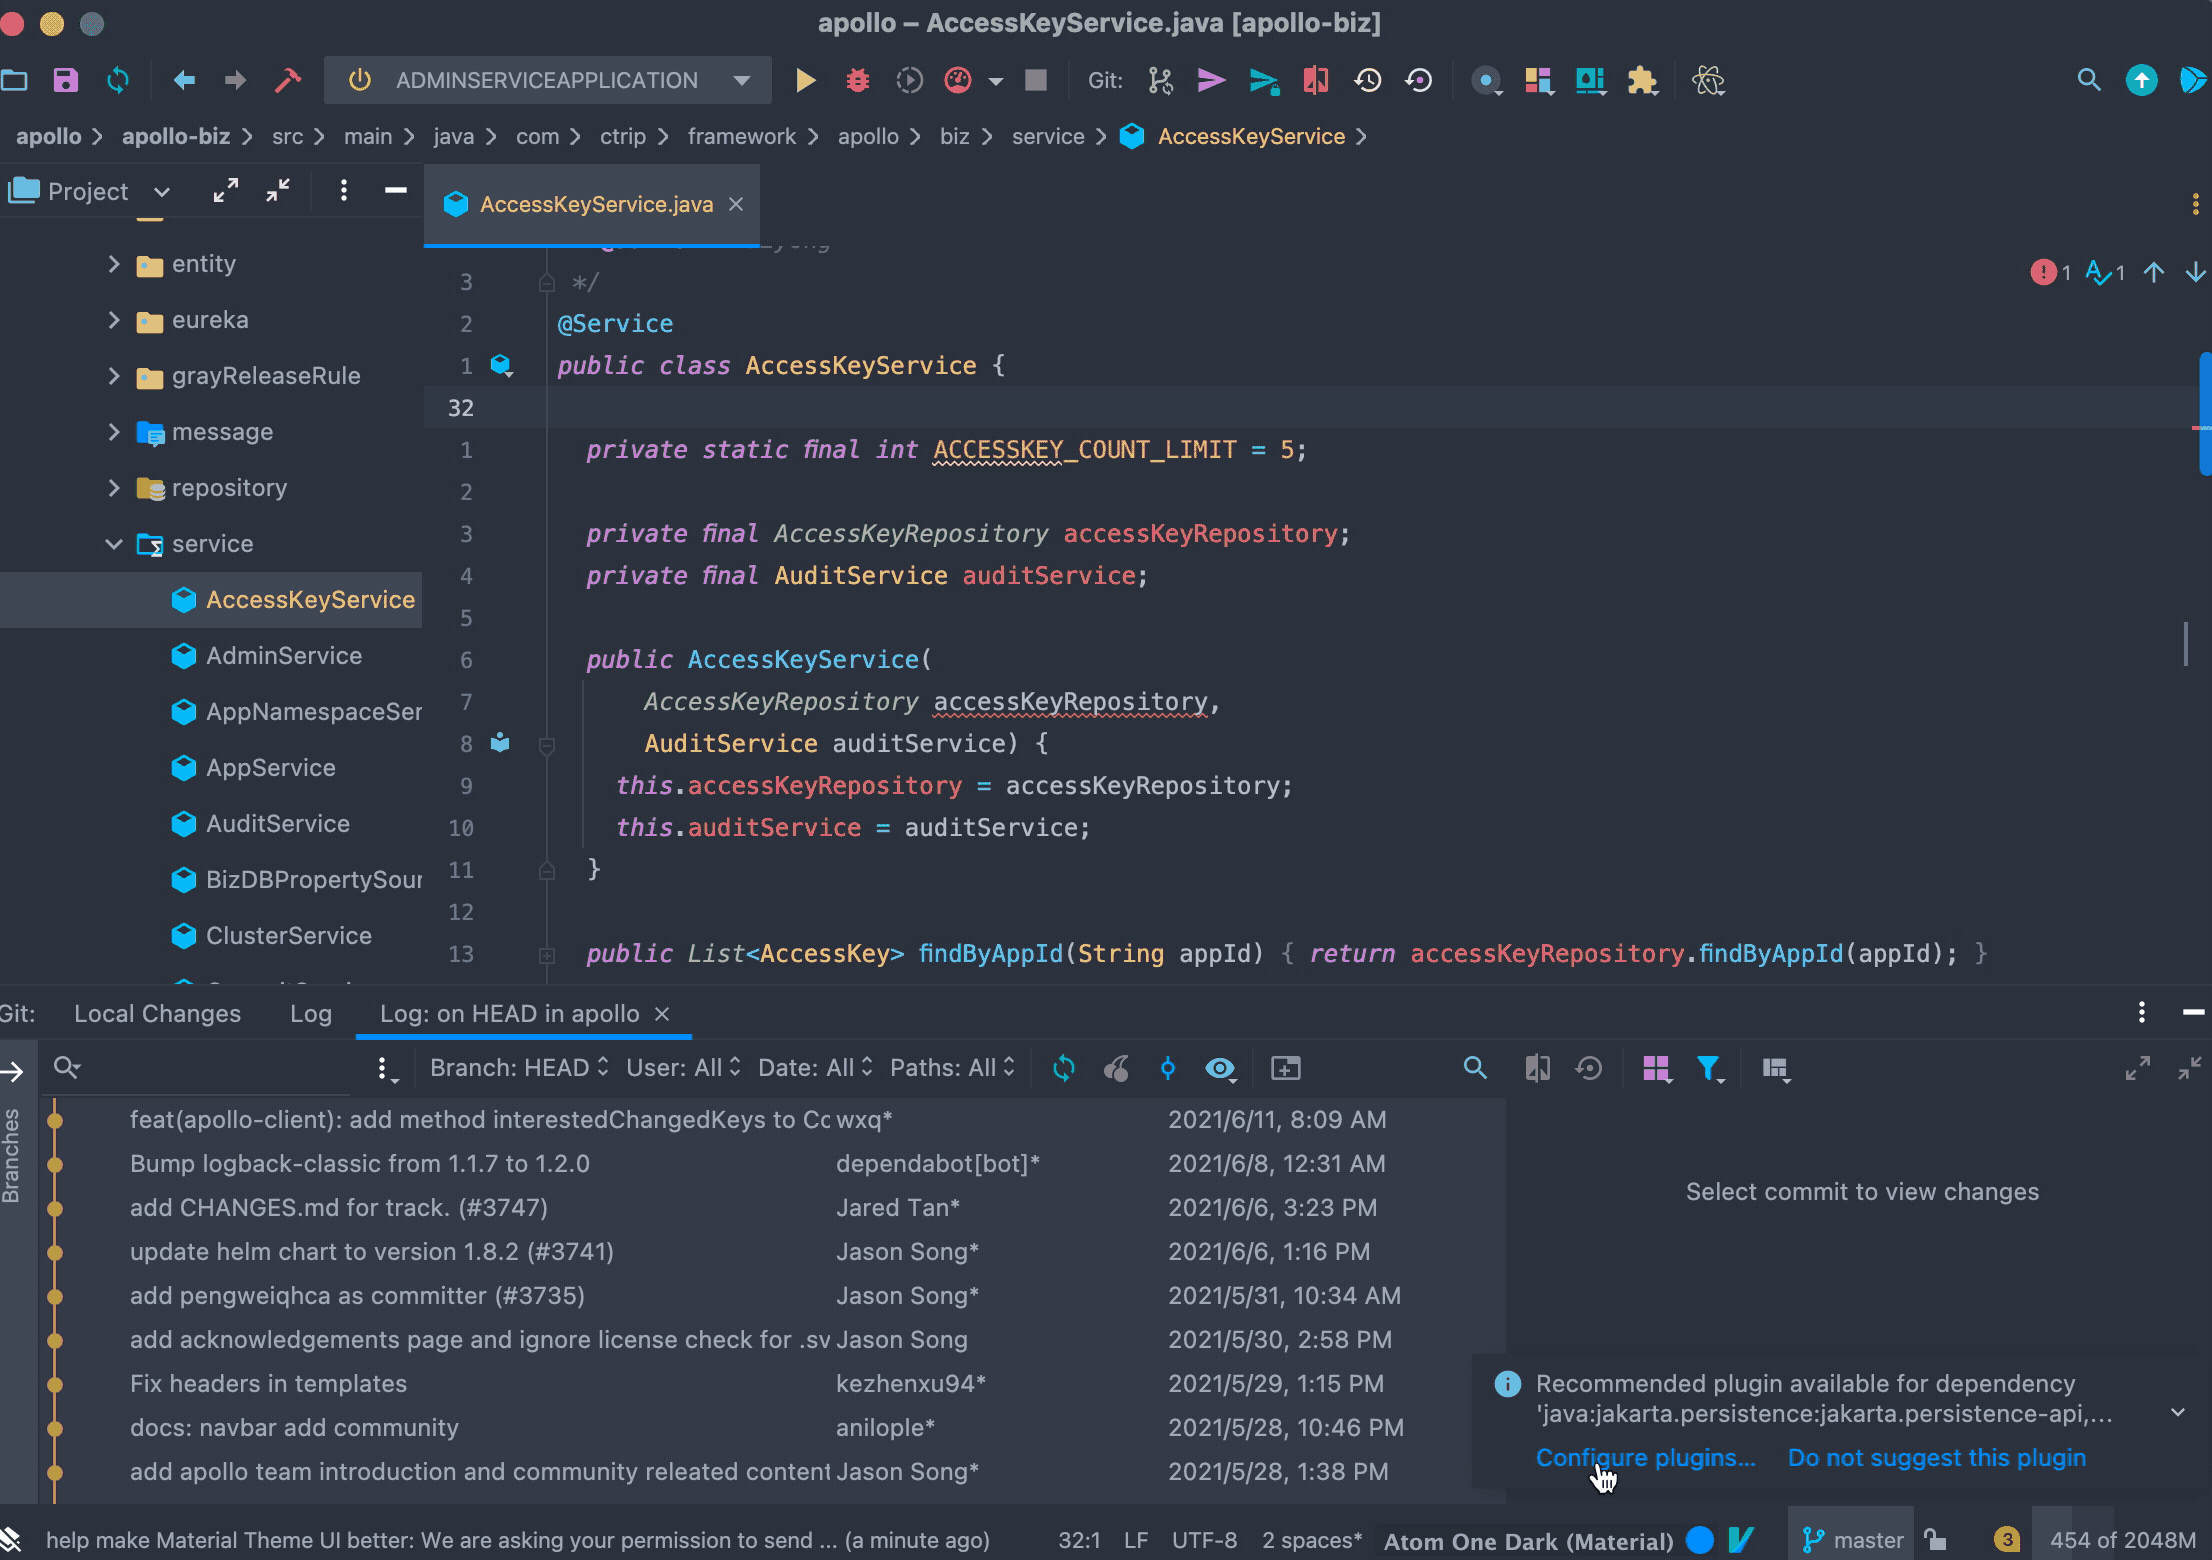 apollo – AccessKeyService.java [apollo-biz]
ADMINSERVICEAPPLICATION
Git:
apollo > apollo-biz > src > main > java > com > ctrip > framework > apollo > biz > service > AccessKeyService >
Project
AccessKeyService.java
entity
eureka
grayReleaseRule
message
repository
service
AccessKeyService
AdminService
AppNamespaceSer
AppService
AuditService
BizDBPropertySour
ClusterService
3 */
2 @Service
1 public class AccessKeyService {
32
1 private static final int ACCESSKEY_COUNT_LIMIT = 5;
2
3 private final AccessKeyRepository accessKeyRepository;
4 private final AuditService auditService;
5
6 public AccessKeyService(
7 AccessKeyRepository accessKeyRepository,
8 AuditService auditService) {
9 this.accessKeyRepository = accessKeyRepository;
10 this.auditService = auditService;
11 }
12
13 public List<AccessKey> findByAppId(String appId) { return accessKeyRepository.findByAppId(appId); }
1 1
Git: Local Changes Log Log: on HEAD in apollo
Branches
Branch: HEAD User: All Date: All Paths: All
feat(apollo-client): add method interestedChangedKeys to Co wxq* 2021/6/11, 8:09 AM
Bump logback-classic from 1.1.7 to 1.2.0 dependabot[bot]* 2021/6/8, 12:31 AM
add CHANGES.md for track. (#3747) Jared Tan* 2021/6/6, 3:23 PM
update helm chart to version 1.8.2 (#3741) Jason Song* 2021/6/6, 1:16 PM
add pengweiqhca as committer (#3735) Jason Song* 2021/5/31, 10:34 AM
add acknowledgements page and ignore license check for .sv Jason Song 2021/5/30, 2:58 PM
Fix headers in templates kezhenxu94* 2021/5/29, 1:15 PM
docs: navbar add community anilople* 2021/5/28, 10:46 PM
add apollo team introduction and community releated content Jason Song* 2021/5/28, 1:38 PM
Select commit to view changes
Recommended plugin available for dependency
'java:jakarta.persistence:jakarta.persistence-api,...
Configure plugins... Do not suggest this plugin
help make Material Theme UI better: We are asking your permission to send ... (a minute ago) 32:1 LF UTF-8 2 spaces* Atom One Dark (Material) master 3 454 of 2048M